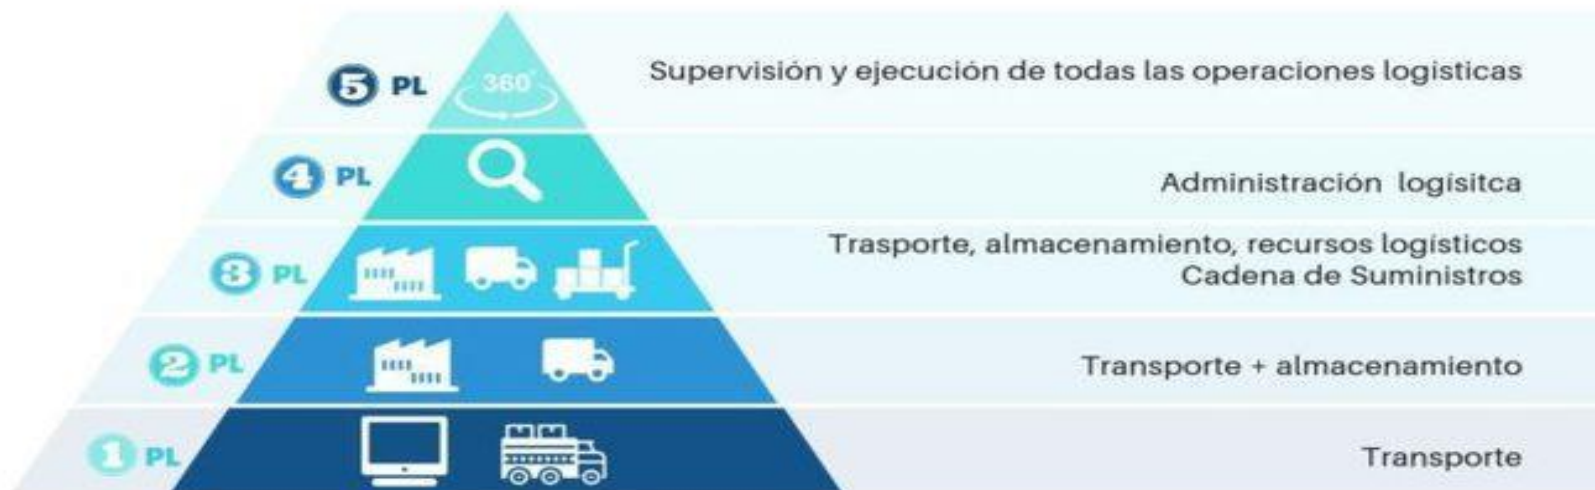 5 PL
360°
Supervisión y ejecución de todas las operaciones logisticas
4 PL
Administración logísitca
3 PL
Trasporte, almacenamiento, recursos logísticos
Cadena de Suministros
2 PL
Transporte + almacenamiento
1 PL
Transporte